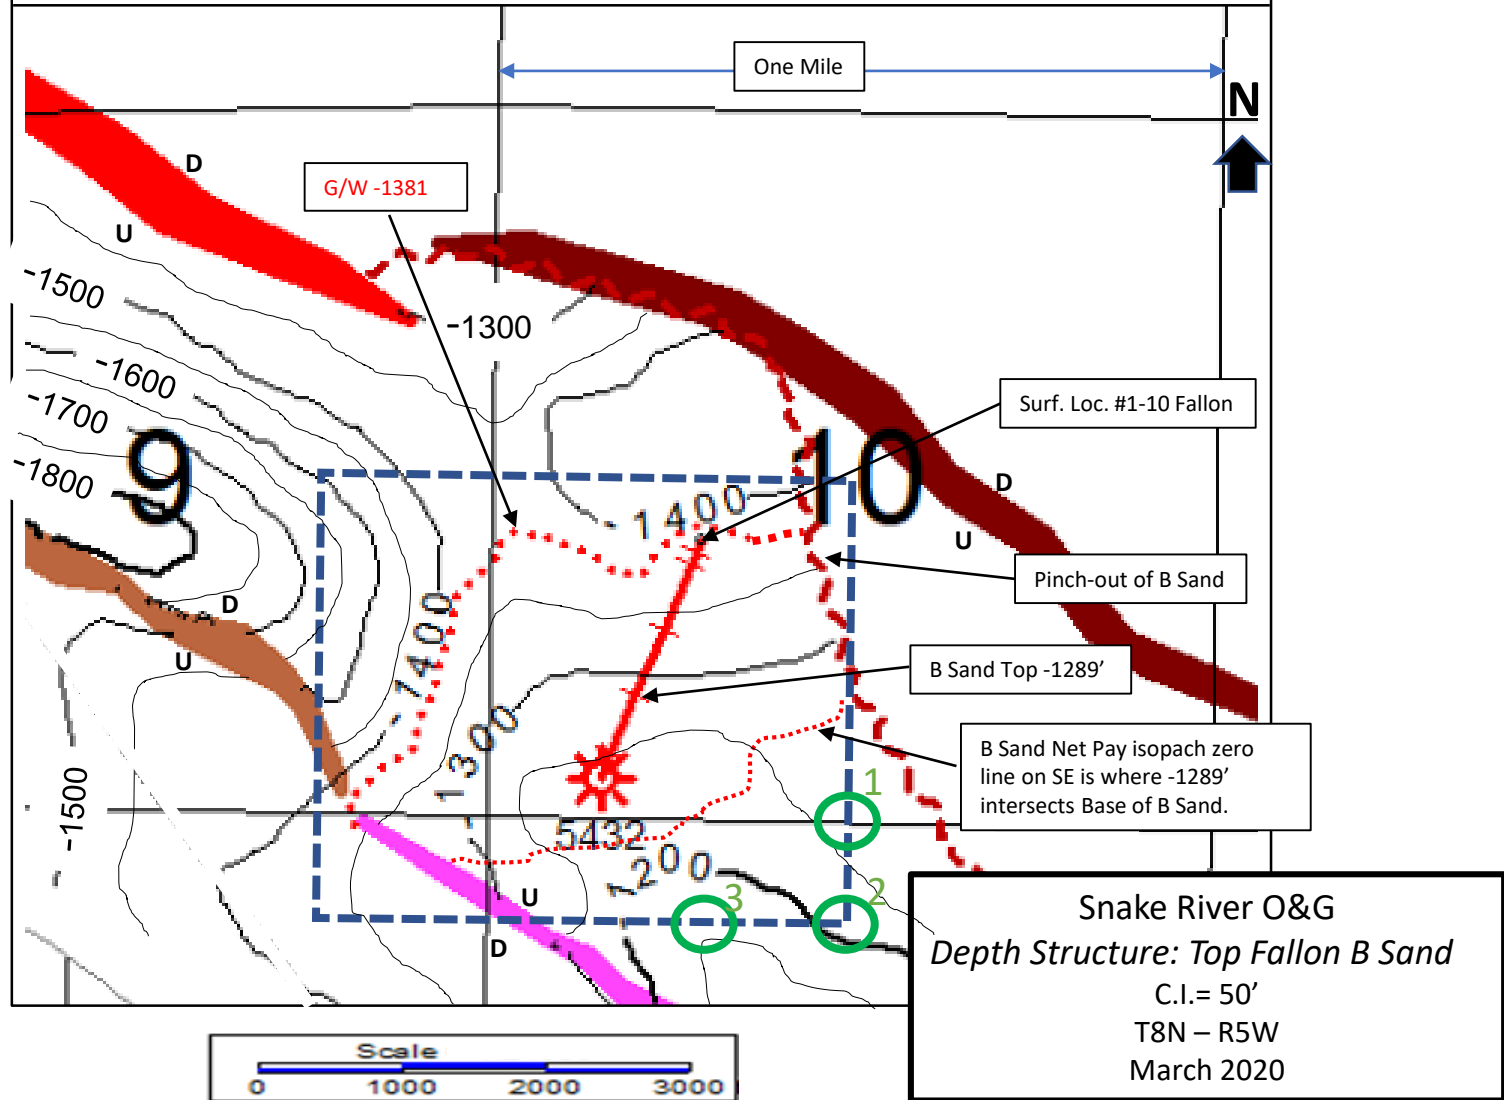 One Mile
N
D
G/W -1381
U
-1500
-1300
-1600
-1700
Surf. Loc. #1-10 Fallon
9
10
-1800
D
-1400
U
Pinch-out of B Sand
D
-1400
U
B Sand Top -1289’
1300
B Sand Net Pay isopach zero
line on SE is where -1289’
intersects Base of B Sand.
-1500
1
5432
1200
3
2
U
D
Snake River O&G
Depth Structure: Top Fallon B Sand
C.I.= 50’
T8N – R5W
March 2020
Scale
0 1000 2000 3000